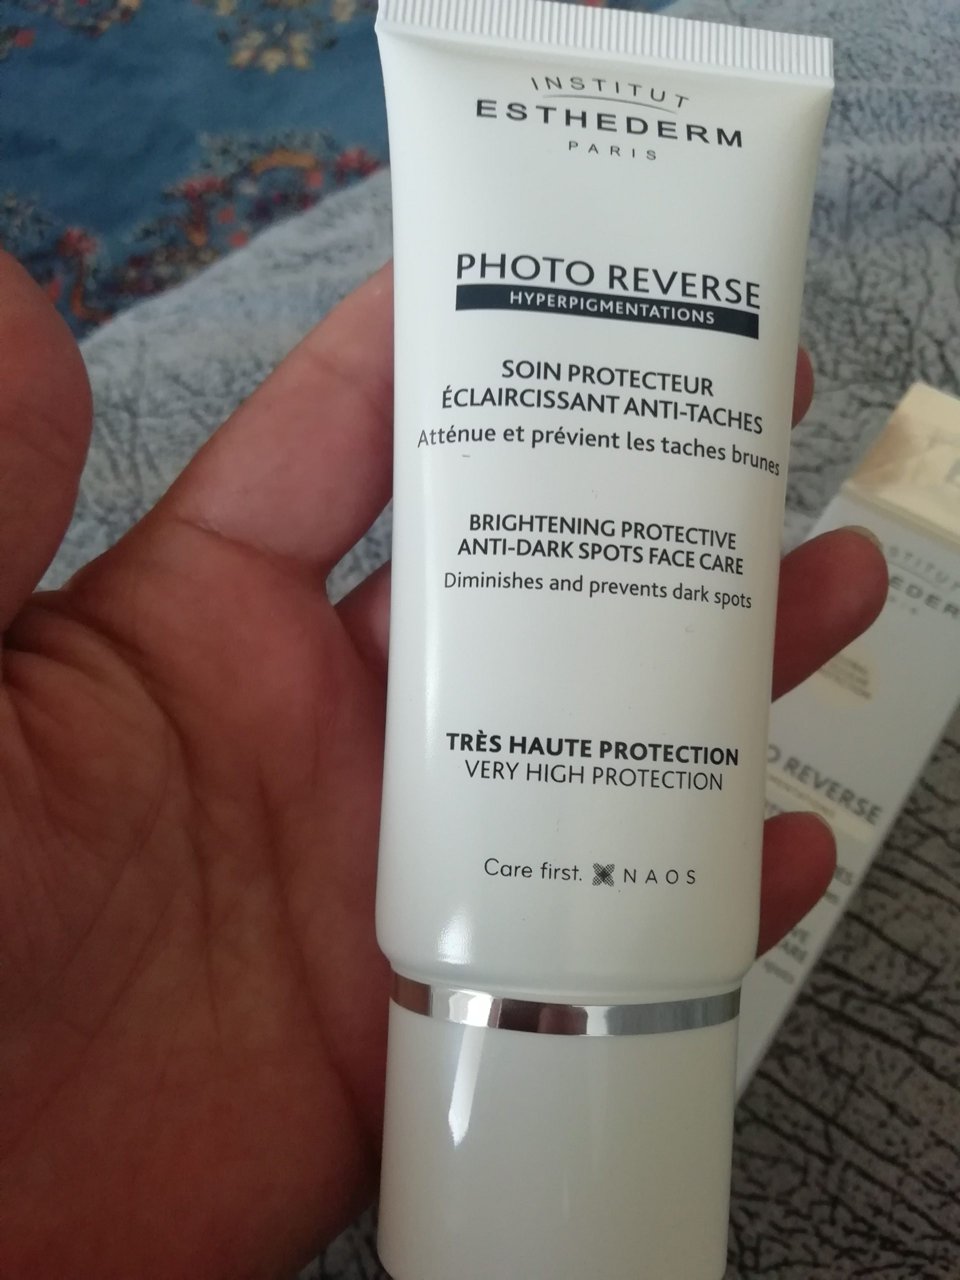 INSTITUT
ESTHEDERM
PARIS
PHOTO REVERSE
HYPERPIGMENTATIONS
SOIN PROTECTEUR
ÉCLAIRCISSANT ANTI-TACHES
Atténue et prévient les taches brunes
BRIGHTENING PROTECTIVE
ANTI-DARK SPOTS FACE CARE
Diminishes and prevents dark spots
TRÈS HAUTE PROTECTION
VERY HIGH PROTECTION
Care first. NAOS
REVERSE